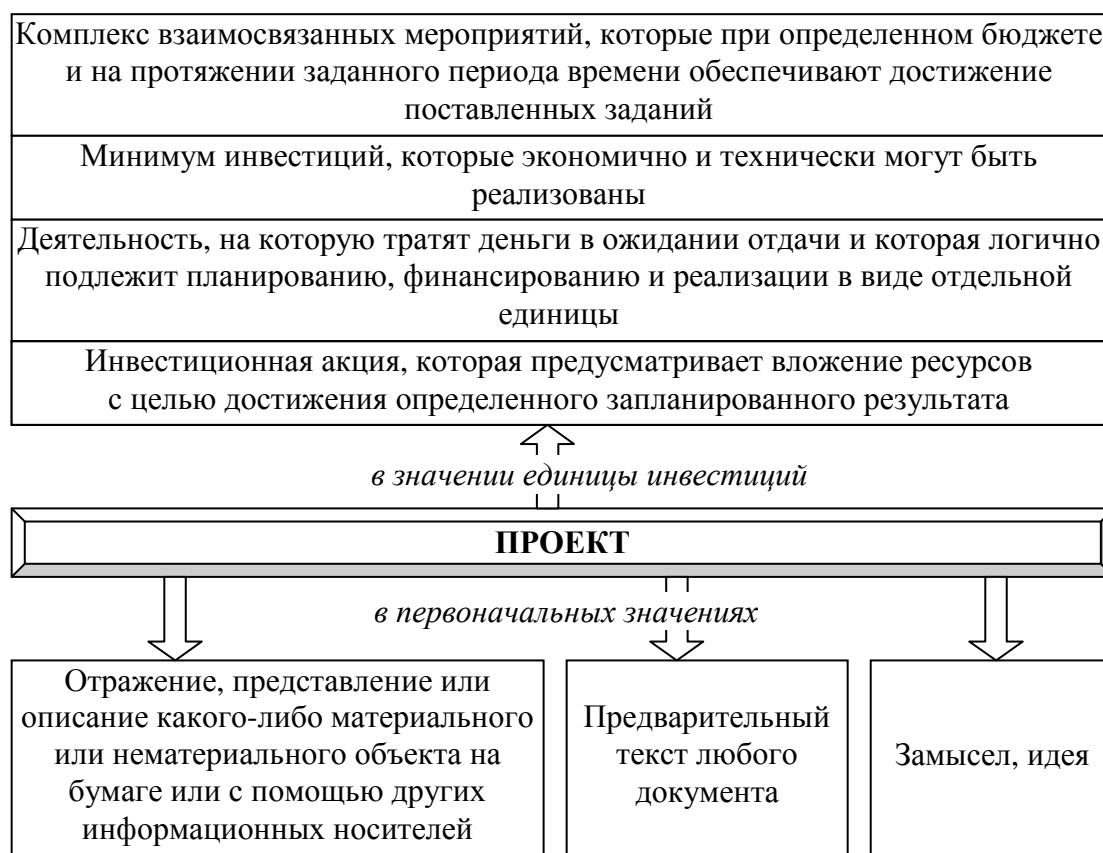 Комплекс взаимосвязанных мероприятий, которые при определенном бюджете
и на протяжении заданного периода времени обеспечивают достижение
поставленных заданий
Минимум инвестиций, которые экономично и технически могут быть
реализованы
Деятельность, на которую тратят деньги в ожидании отдачи и которая логично
подлежит планированию, финансированию и реализации в виде отдельной
единицы
Инвестиционная акция, которая предусматривает вложение ресурсов
с целью достижения определенного запланированного результата
в значении единицы инвестиций
ПРОЕКТ
в первоначальных значениях
Отражение, представление или
описание какого-либо материального
или нематериального объекта на
бумаге или с помощью других
информационных носителей
Предварительный
текст любого
документа
Замысел, идея